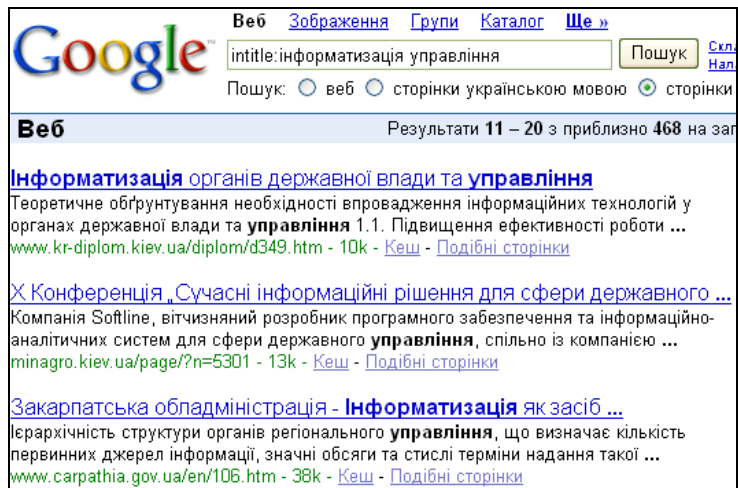 Google™
Веб Зображення Групи Каталог Ще »
intitle:інформатизація управління Пошук
Пошук: веб сторінки українською мовою сторінки
Веб Результати 11 – 20 з приблизно 468 на
Інформатизація органів державної влади та управління
Теоретичне обґрунтування необхідності впровадження інформаційних технологій у
органах державної влади та управління 1.1. Підвищення ефективності роботи ...
www.kr-diplom.kiev.ua/diplom/d349.htm - 10k - Кеш - Подібні сторінки
X Конференція „Сучасні інформаційні рішення для сфери державного ...
Компанія Softline, вітчизняний розробник програмного забезпечення та інформаційно-
аналітичних систем для сфери державного управління, спільно із компанією ...
minagro.kiev.ua/page/?n=5301 - 13k - Кеш - Подібні сторінки
Закарпатська обладміністрація - Інформатизація як засіб ...
Ієрархічність структури органів регіонального управління, що визначає кількість
первинних джерел інформації, значні обсяги та стислі терміни надання такої ...
www.carpathia.gov.ua/en/106.htm - 38k - Кеш - Подібні сторінки